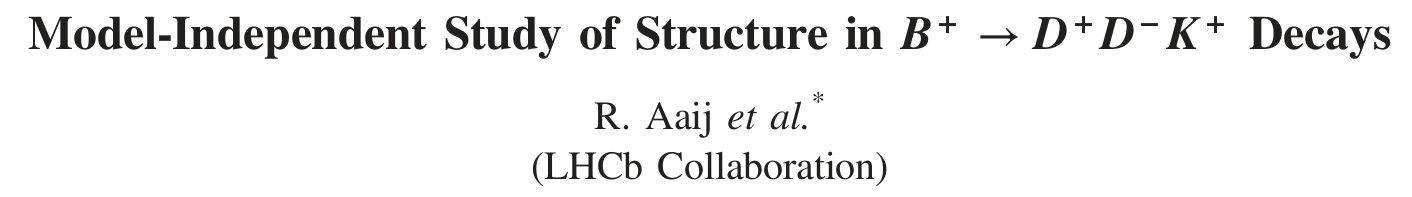 Model-Independent Study of Structure in B⁺ → D⁺D⁻K⁺ Decays
R. Aaij et al.*
(LHCb Collaboration)